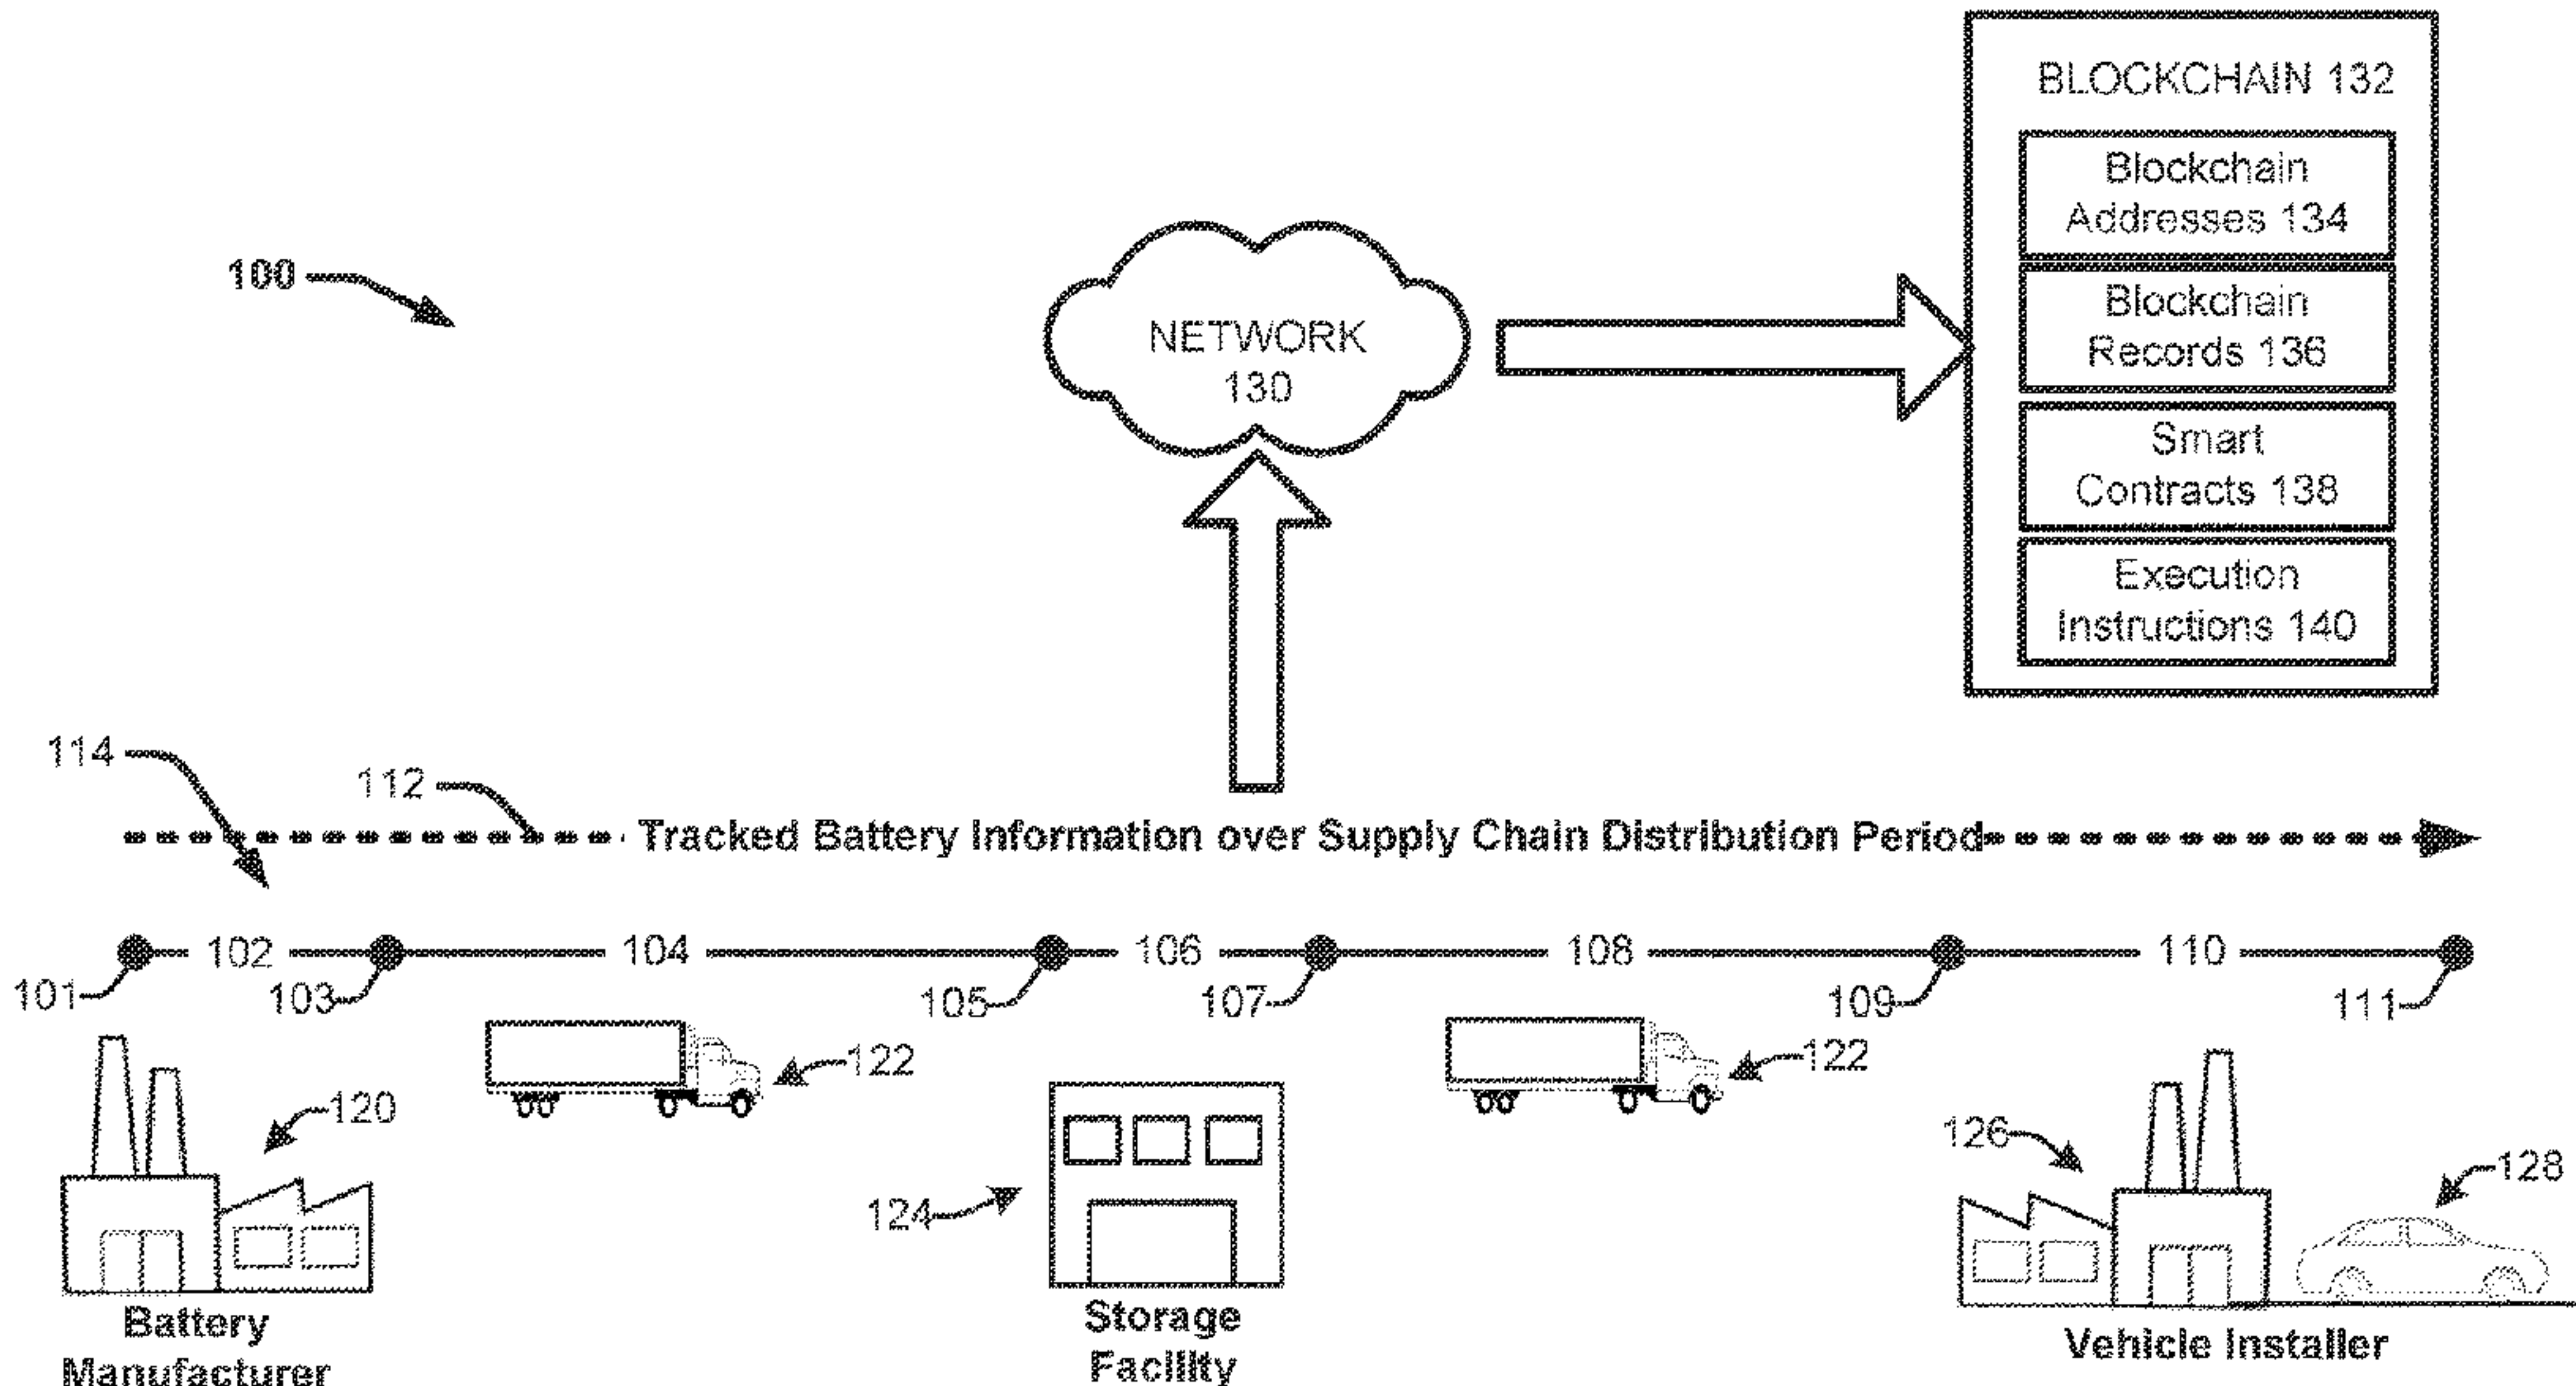 BLOCKCHAIN 132
Blockchain
Addresses 134
Blockchain
Records 136
Smart
Contracts 138
Execution
Instructions 140
100
NETWORK
130
114
112
Tracked Battery Information over Supply Chain Distribution Period
102
104
106
108
110
101
103
105
107
109
111
122
122
120
126
128
124
Battery
Manufacturer
Storage
Facility
Vehicle Installer